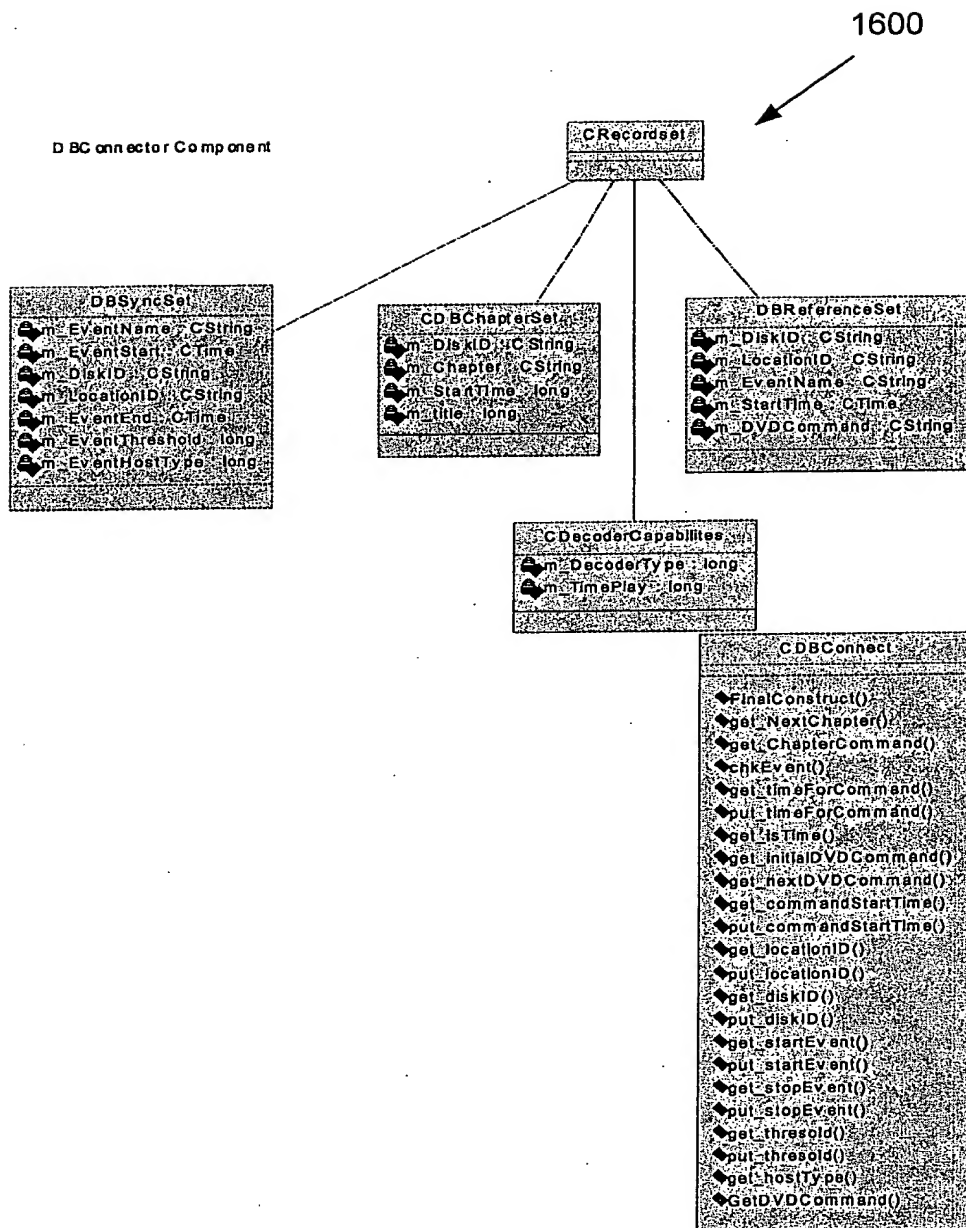 1600
DBConnector Component
CRecordset
DBSyncSet
m_EventName : CString
m_EventStart : CTime
m_DiskID : CString
m_LocationID : CString
m_EventEnd : CTime
m_EventThreshold : long
m_EventHostType : long
CDBChapterSet
m_DiskID : CString
m_Chapter : CString
m_StartTime : long
m_title : long
DBReferenceSet
m_DiskID : CString
m_LocationID : CString
m_EventName : CString
m_StartTime : CTime
m_DVDCommand : CString
CDecoderCapabilites
m_DecoderType : long
m_TimePlay : long
CDBConnect
FinalConstruct()
get_NextChapter()
get_ChapterCommand()
chkEvent()
get_timeForCommand()
put_timeForCommand()
get_isTime()
get_initialDVDCommand()
get_nextDVDCommand()
get_commandStartTime()
put_commandStartTime()
get_locationID()
put_locationID()
get_diskID()
put_diskID()
get_startEvent()
put_startEvent()
get_stopEvent()
put_stopEvent()
get_thresold()
put_thresold()
get_hostType()
GetDVDCommand()